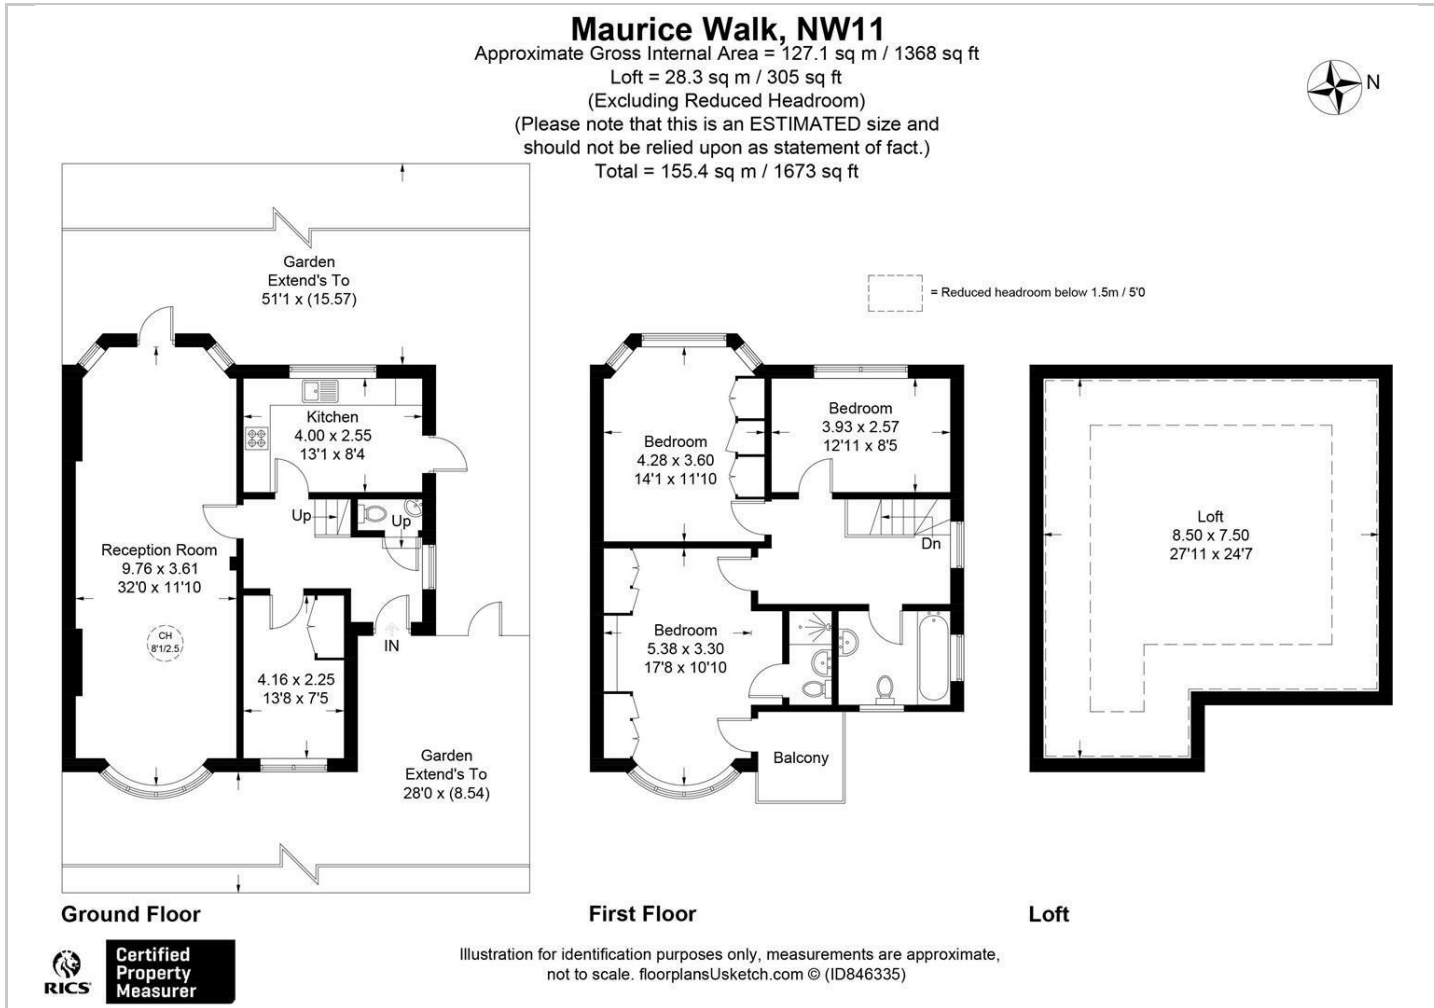 Maurice Walk, NW11
Approximate Gross Internal Area = 127.1 sq m / 1368 sq ft
Loft = 28.3 sq m / 305 sq ft
(Excluding Reduced Headroom)
(Please note that this is an ESTIMATED size and
should not be relied upon as statement of fact.)
Total = 155.4 sq m / 1673 sq ft
N
Garden
Extend's To
51'1 x (15.57)
= Reduced headroom below 1.5m / 5'0
Kitchen
4.00 x 2.55
13'1 x 8'4
Up
Up
Reception Room
9.76 x 3.61
32'0 x 11'10
CH
8'1/2.5
IN
4.16 x 2.25
13'8 x 7'5
Garden
Extend's To
28'0 x (8.54)
Bedroom
4.28 x 3.60
14'1 x 11'10
Bedroom
3.93 x 2.57
12'11 x 8'5
Dn
Bedroom
5.38 x 3.30
17'8 x 10'10
Balcony
Loft
8.50 x 7.50
27'11 x 24'7
Ground Floor
First Floor
Loft
RICS
Certified
Property
Measurer
Illustration for identification purposes only, measurements are approximate,
not to scale. floorplansUsketch.com © (ID846335)